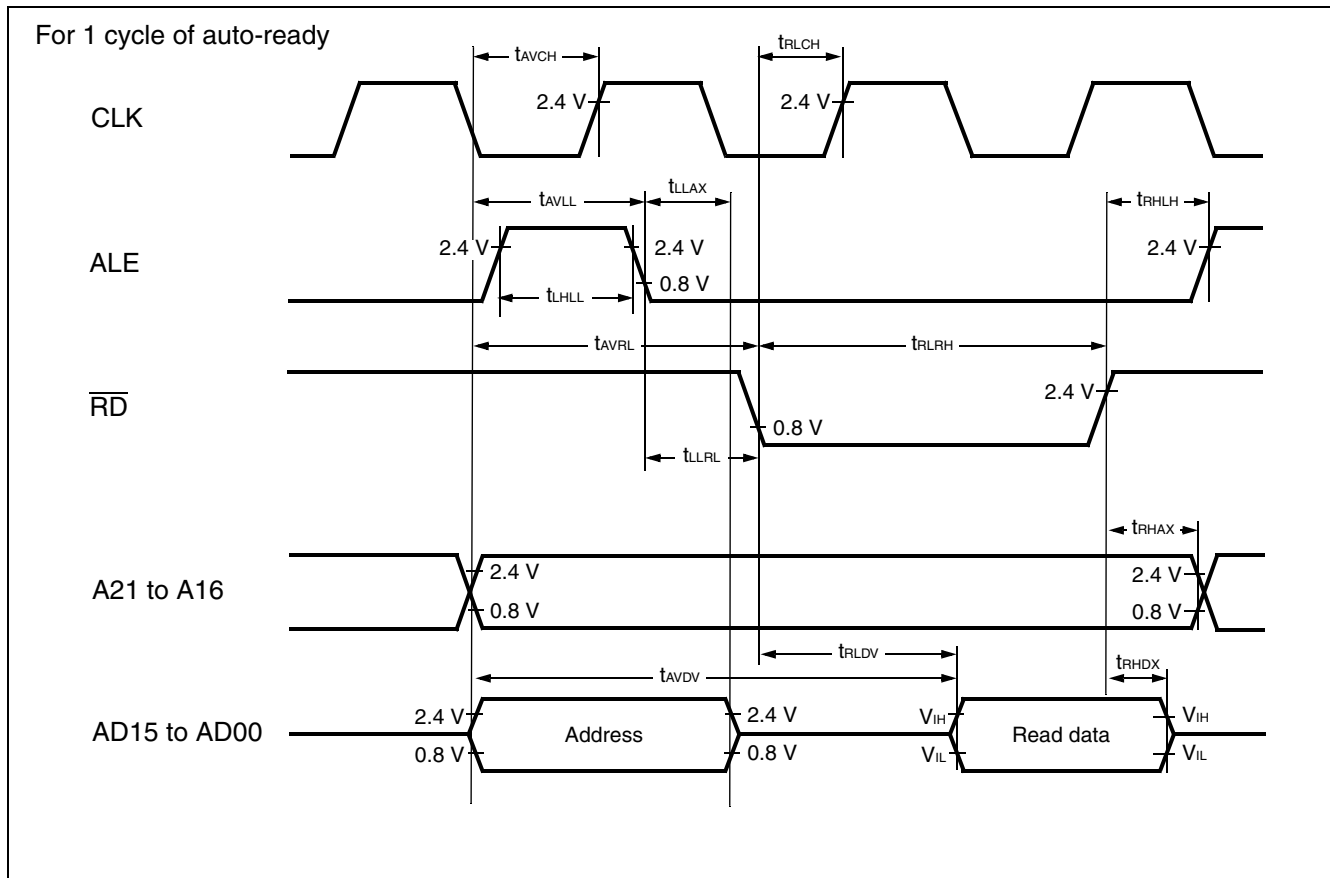 For 1 cycle of auto-ready
tAVCH
tRLCH
CLK
2.4 V
2.4 V
tAVLL
tLLAX
tRHLH
ALE
2.4 V
2.4 V
2.4 V
0.8 V
tLHLL
tAVRL
tRLRH
RD
2.4 V
0.8 V
tLLRL
tRHAX
A21 to A16
2.4 V
2.4 V
0.8 V
0.8 V
tRLDV
tRHDX
tAVDV
AD15 to AD00
2.4 V
Address
2.4 V
VIH
Read data
VIH
0.8 V
0.8 V
VIL
VIL